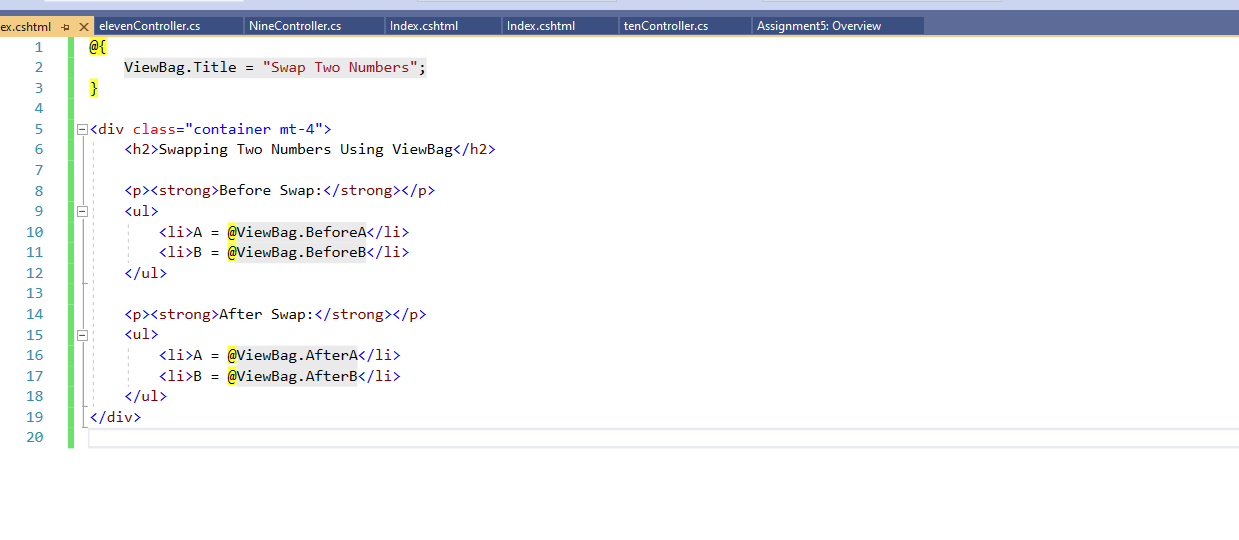 ex.cshtml elevenController.cs NineController.cs Index.cshtml Index.cshtml tenController.cs Assignment5: Overview
1 @{
2 ViewBag.Title = "Swap Two Numbers";
3 }
4
5 <div class="container mt-4">
6 <h2>Swapping Two Numbers Using ViewBag</h2>
7
8 <p><strong>Before Swap:</strong></p>
9 <ul>
10 <li>A = @ViewBag.BeforeA</li>
11 <li>B = @ViewBag.BeforeB</li>
12 </ul>
13
14 <p><strong>After Swap:</strong></p>
15 <ul>
16 <li>A = @ViewBag.AfterA</li>
17 <li>B = @ViewBag.AfterB</li>
18 </ul>
19 </div>
20